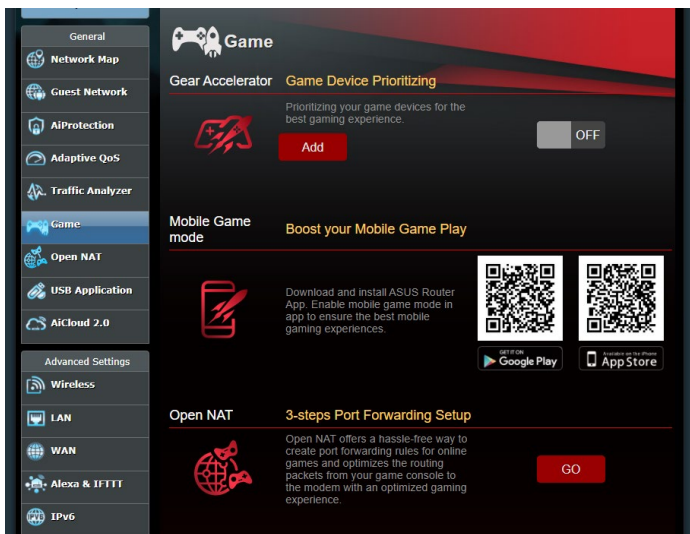 General
Network Map
Guest Network
AiProtection
Adaptive QoS
Traffic Analyzer
Game
Open NAT
USB Application
AiCloud 2.0
Advanced Settings
Wireless
LAN
WAN
Alexa & IFTTT
IPv6
Game
Gear Accelerator
Game Device Prioritizing
Prioritizing your game devices for the
best gaming experience.
Add
OFF
Mobile Game
mode
Boost your Mobile Game Play
Download and install ASUS Router
App. Enable mobile game mode in
app to ensure the best mobile
gaming experiences.
GET IT ON
Google Play
Available on the iPhone
App Store
Open NAT
3-steps Port Forwarding Setup
Open NAT offers a hassle-free way to
create port forwarding rules for online
games and optimizes the routing
packets from your game console to
the modem with an optimized gaming
experience.
GO